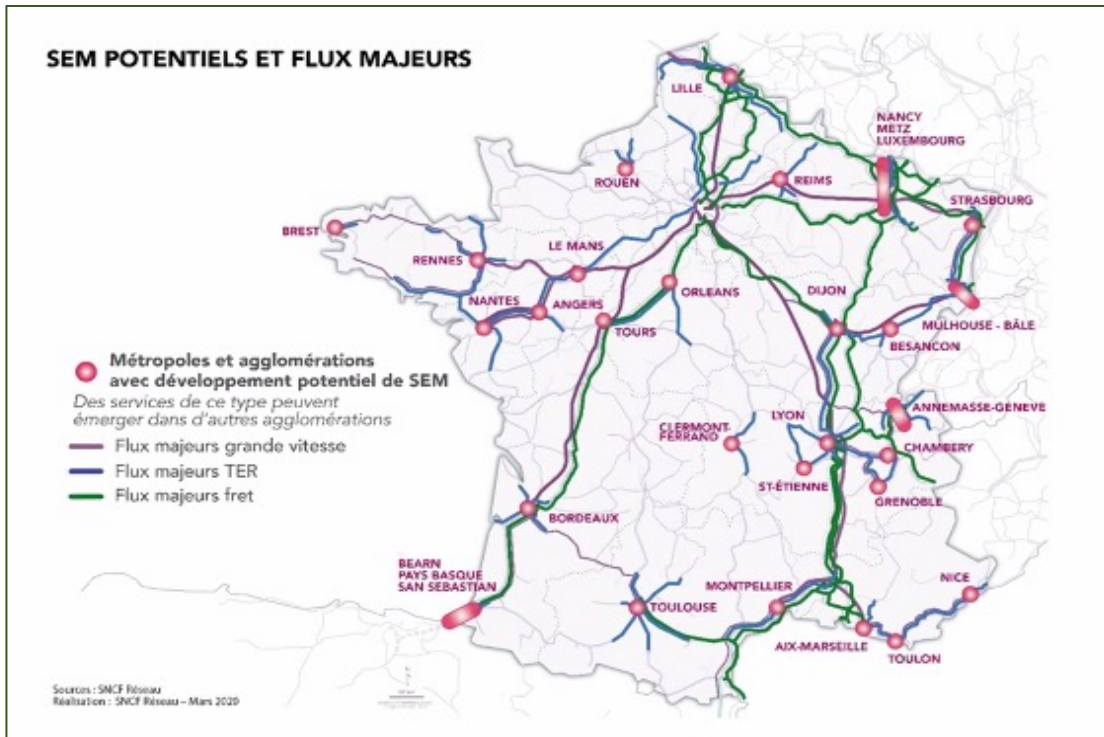 SEM POTENTIELS ET FLUX MAJEURS
LILLE
NANCY
METZ
LUXEMBOURG
ROUEN
REIMS
STRASBOURG
BREST
LE MANS
RENNES
ORLEANS
DIJON
NANTES
ANGERS
TOURS
MULHOUSE - BÂLE
BESANCON
Métropoles et agglomérations
avec développement potentiel de SEM
Des services de ce type peuvent
émerger dans d'autres agglomérations
Flux majeurs grande vitesse
Flux majeurs TER
Flux majeurs fret
ANNEMASSE-GENEVE
LYON
CLERMONT-
FERRAND
CHAMBERY
ST-ÉTIENNE
GRENOBLE
BORDEAUX
BEARN
PAYS BASQUE
SAN SEBASTIAN
MONTPELLIER
NICE
TOULOUSE
AIX-MARSEILLE
TOULON
Sources : SNCF Réseau
Réalisation : SNCF Réseau – Mars 2020